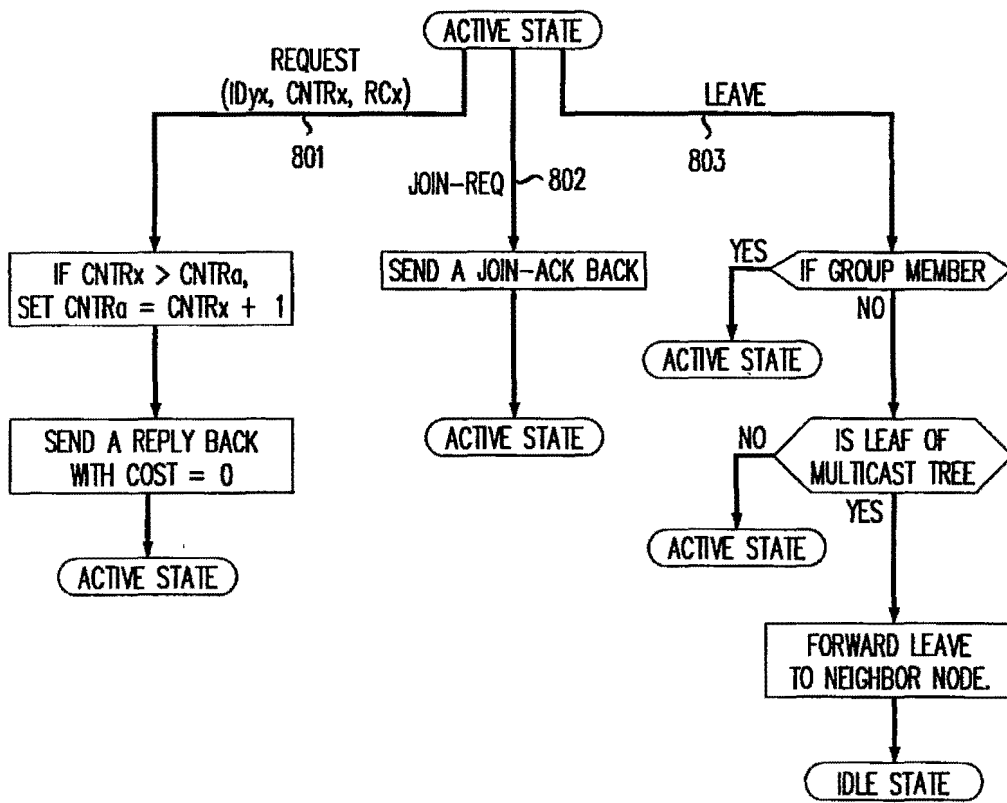 ACTIVE STATE
REQUEST
(IDyx, CNTRx, RCx)
801
JOIN-REQ
802
LEAVE
803
IF CNTRx > CNTRa,
SET CNTRa = CNTRx + 1
SEND A REPLY BACK
WITH COST = 0
ACTIVE STATE
SEND A JOIN-ACK BACK
ACTIVE STATE
IF GROUP MEMBER
YES
NO
ACTIVE STATE
IS LEAF OF
MULTICAST TREE
NO
YES
ACTIVE STATE
FORWARD LEAVE
TO NEIGHBOR NODE.
IDLE STATE